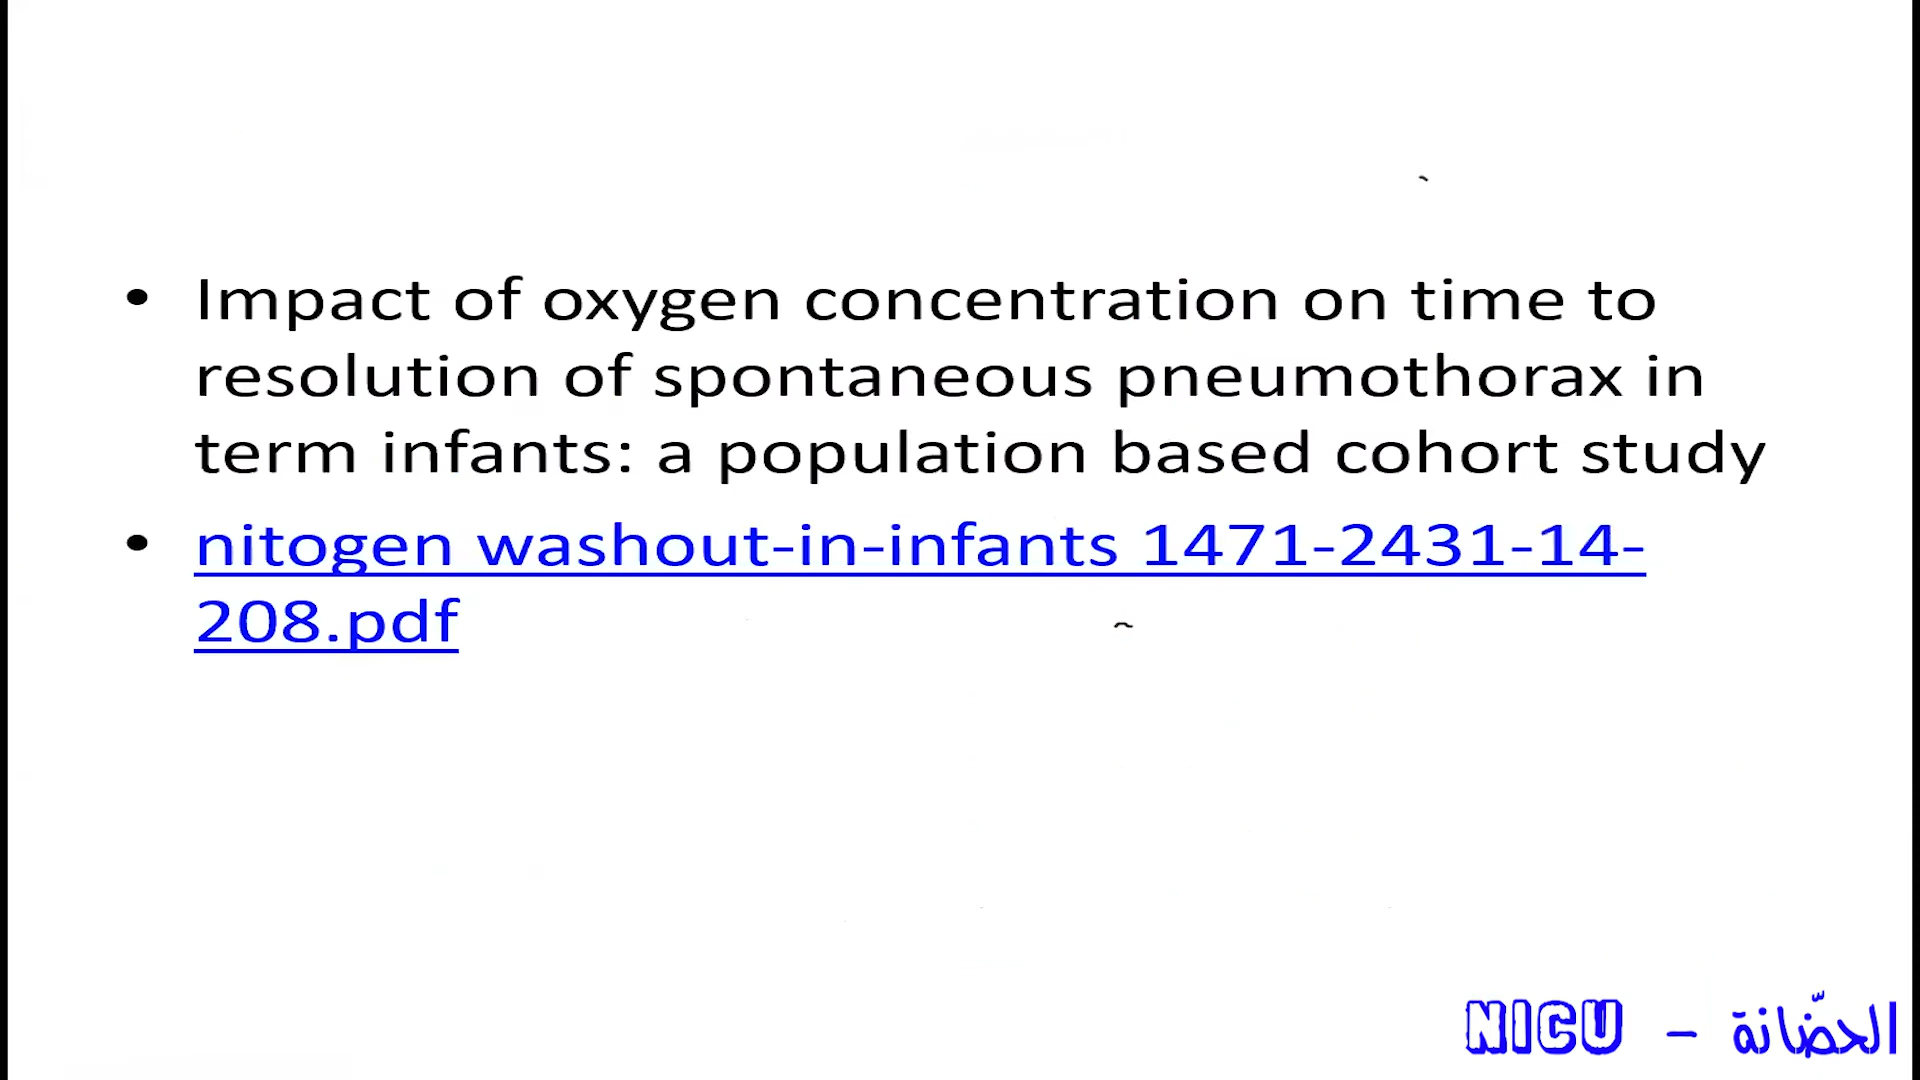 • Impact of oxygen concentration on time to
resolution of spontaneous pneumothorax in
term infants: a population based cohort study
• nitogen washout-in-infants 1471-2431-14-
208.pdf
NICU – الحضّانة